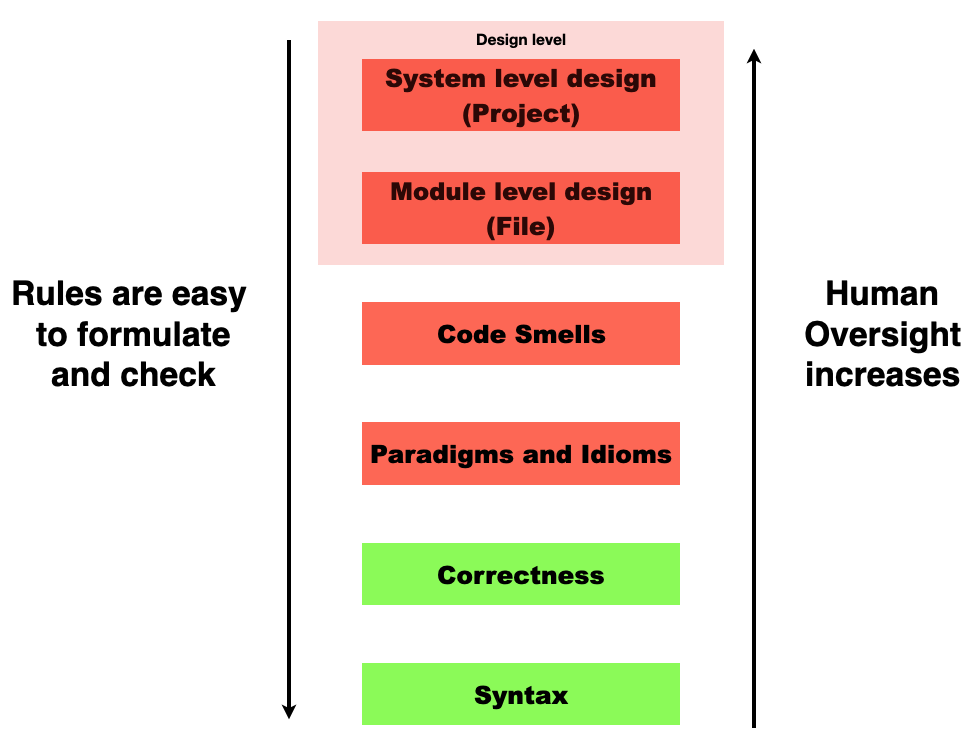 Design level
System level design
(Project)
Module level design
(File)
Rules are easy
to formulate
and check
Human
Oversight
increases
Code Smells
Paradigms and Idioms
Correctness
Syntax